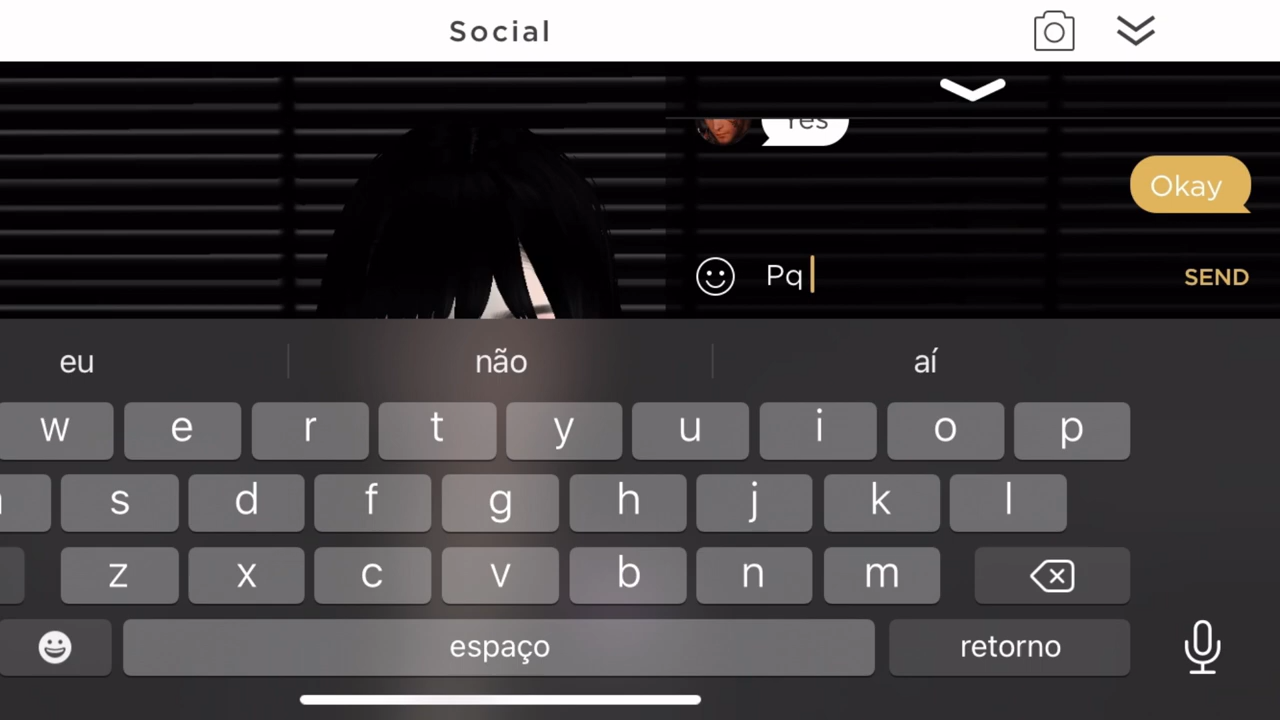 Social
Yes
Okay
Pq
SEND
eu não aí
w e r t y u i o p
s d f g h j k l
z x c v b n m
espaço retorno